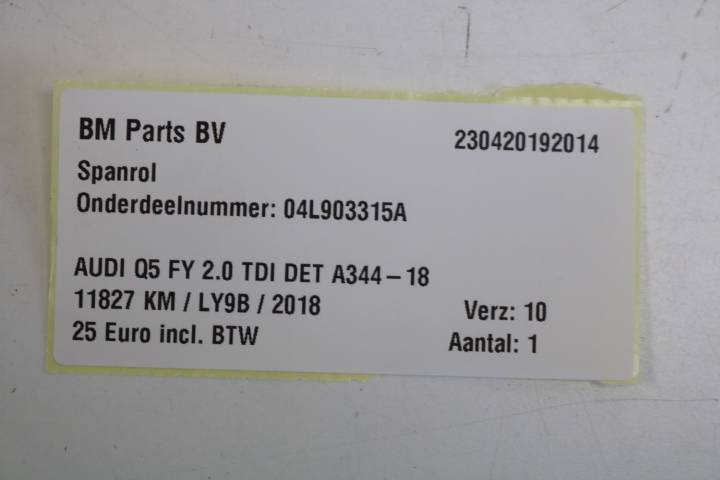 BM Parts BV 230420192014
Spanrol
Onderdeelnummer: 04L903315A
AUDI Q5 FY 2.0 TDI DET A344-18
11827 KM / LY9B / 2018 Verz: 10
25 Euro incl. BTW Aantal: 1